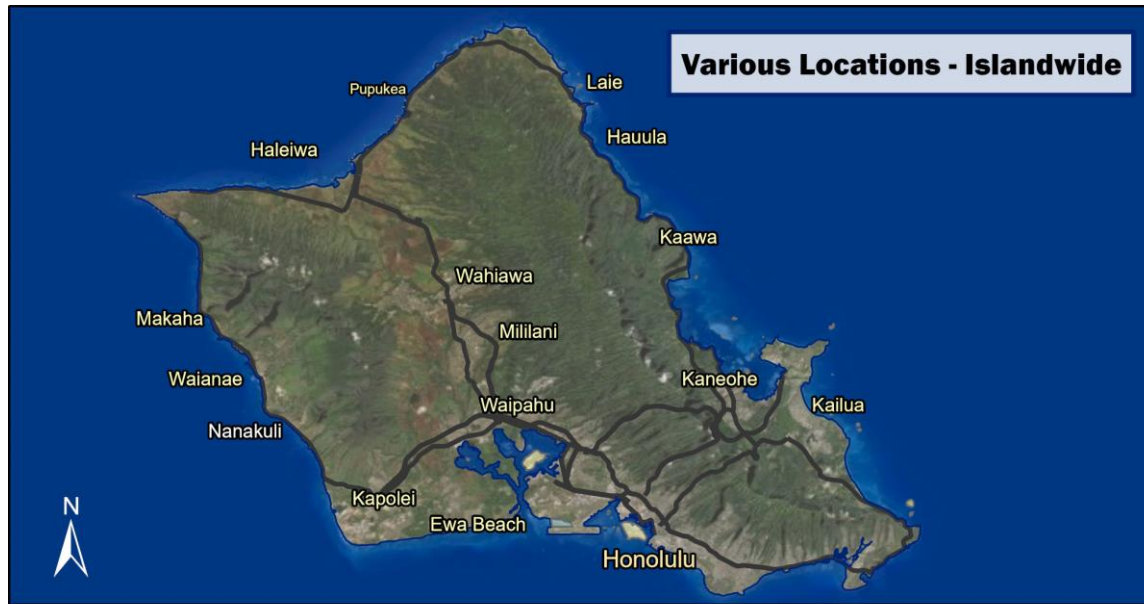 Various Locations - Islandwide
Laie
Pupukea
Hauula
Haleiwa
Kaawa
Wahiawa
Makaha
Mililani
Waianae
Kaneohe
Waipahu
Kailua
Nanakuli
Kapolei
N
Ewa Beach
Honolulu